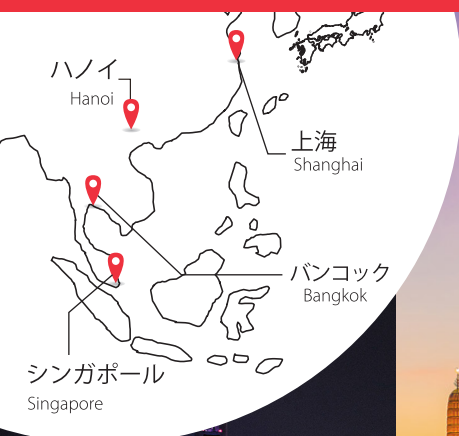 ハノイ
Hanoi
上海
Shanghai
バンコック
Bangkok
シンガポール
Singapore